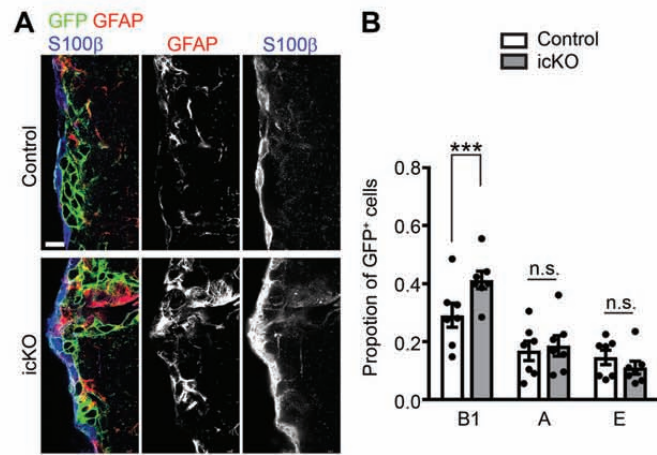 A
GFP GFAP
S100β
GFAP
S100β
Control
icKO
B
Control
icKO
Propotion of GFP+ cells
0.8
0.6
0.4
0.2
0.0
***
n.s.
n.s.
B1
A
E